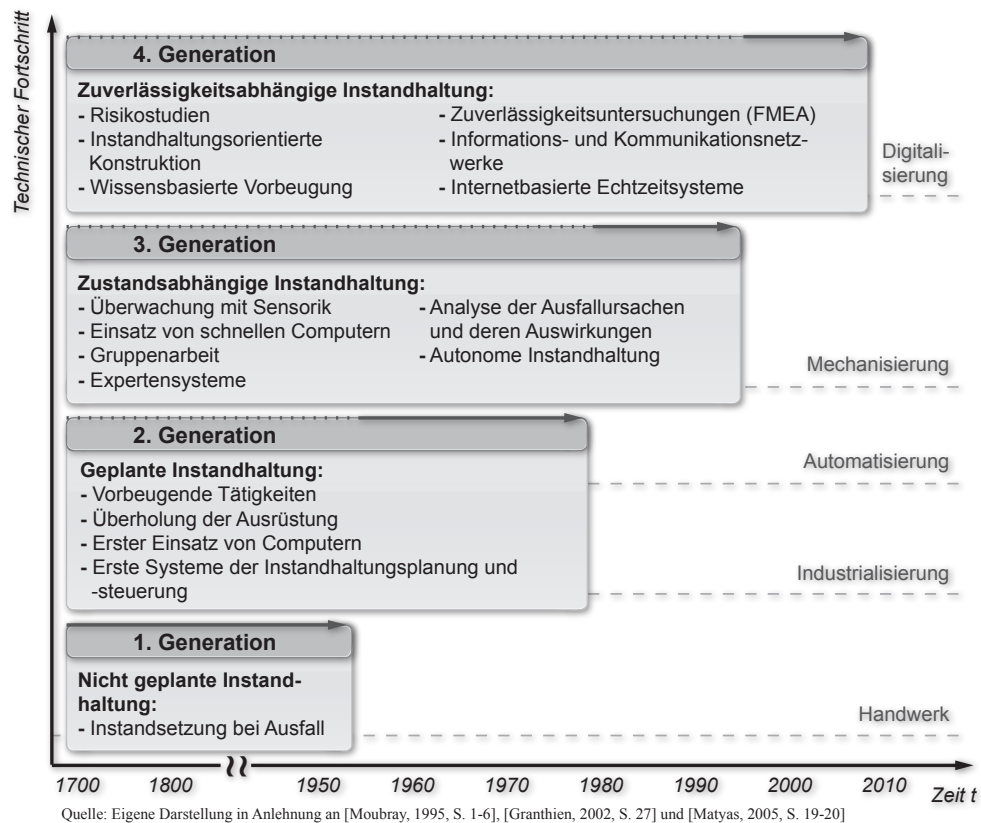 Technischer Fortschritt
4. Generation
Zuverlässigkeitsabhängige Instandhaltung:
- Risikostudien
- Instandhaltungsorientierte
Konstruktion
- Wissensbasierte Vorbeugung
- Zuverlässigkeitsuntersuchungen (FMEA)
- Informations- und Kommunikationsnetz-
werke
- Internetbasierte Echtzeitsysteme
Digitali-
sierung
3. Generation
Zustandsabhängige Instandhaltung:
- Überwachung mit Sensorik
- Einsatz von schnellen Computern
- Gruppenarbeit
- Expertensysteme
- Analyse der Ausfallursachen
und deren Auswirkungen
- Autonome Instandhaltung
Mechanisierung
2. Generation
Geplante Instandhaltung:
- Vorbeugende Tätigkeiten
- Überholung der Ausrüstung
- Erster Einsatz von Computern
- Erste Systeme der Instandhaltungsplanung und
-steuerung
Automatisierung
Industrialisierung
1. Generation
Nicht geplante Instand-
haltung:
- Instandsetzung bei Ausfall
Handwerk
1700 1800 1950 1960 1970 1980 1990 2000 2010 Zeit t
Quelle: Eigene Darstellung in Anlehnung an [Moubray, 1995, S. 1-6], [Granthien, 2002, S. 27] und [Matyas, 2005, S. 19-20]